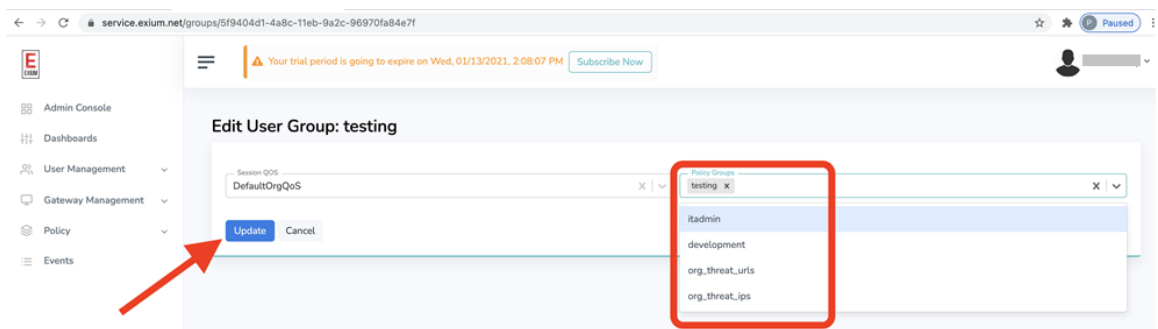 service.exium.net/groups/5f9404d1-4a8c-11eb-9a2c-96970fa84e7f
P Paused
E
EXIUM
Your trial period is going to expire on Wed, 01/13/2021, 2:08:07 PM Subscribe Now
Admin Console
Dashboards
User Management
Gateway Management
Policy
Events
Edit User Group: testing
Session QOS
DefaultOrgQoS
Policy Groups
testing x
itadmin
development
org_threat_urls
org_threat_ips
Update Cancel